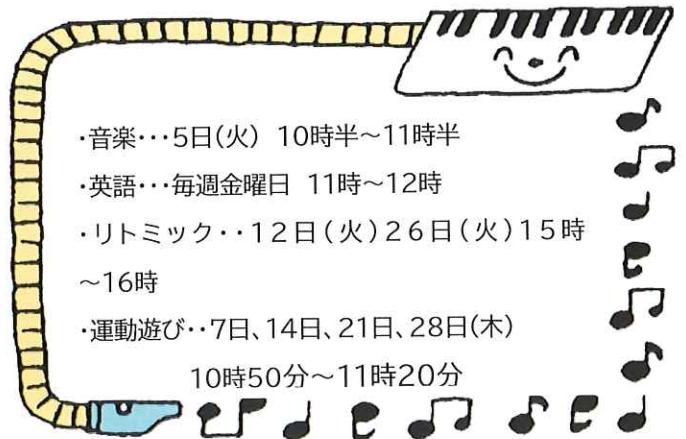 ・音楽・・・5日(火) 10時半～11時半
・英語・・・毎週金曜日 11時～12時
・リトミック・・12日(火)26日(火)15時
～16時
・運動遊び・・7日、14日、21日、28日(木)
10時50分～11時20分